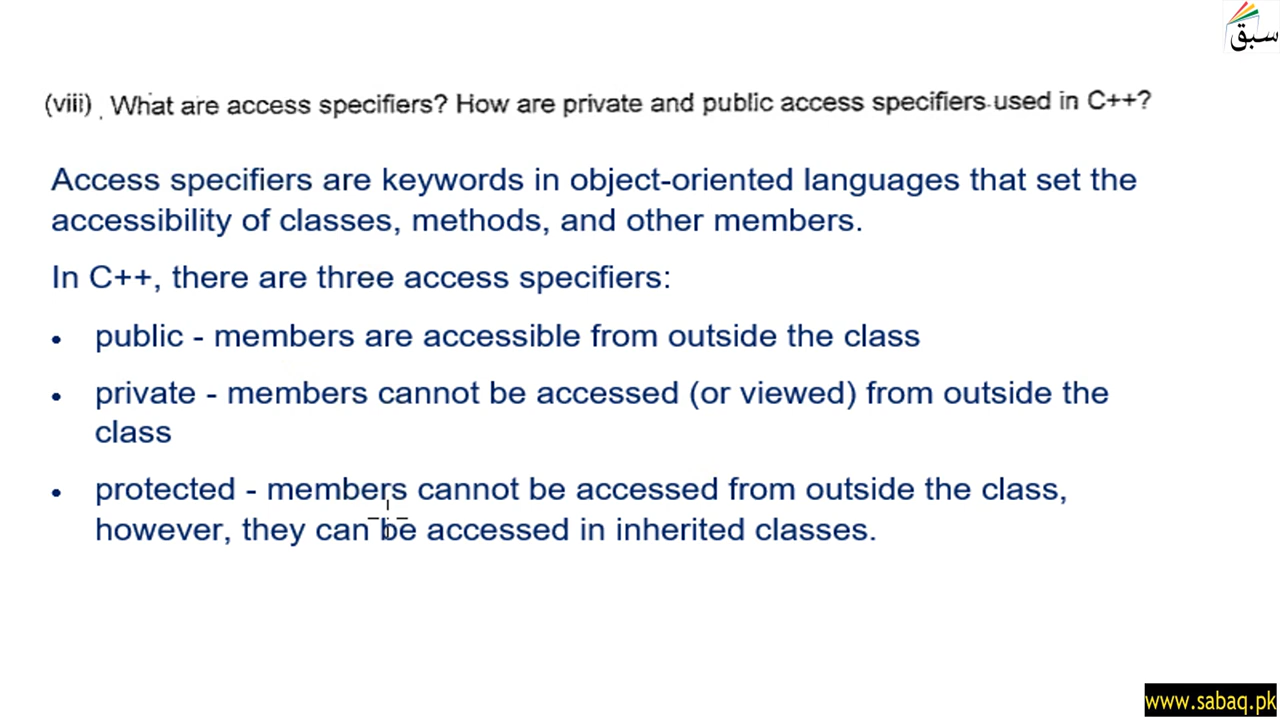 سبق
(viii) . What are access specifiers? How are private and public access specifiers used in C++?
Access specifiers are keywords in object-oriented languages that set the
accessibility of classes, methods, and other members.
In C++, there are three access specifiers:
• public - members are accessible from outside the class
• private - members cannot be accessed (or viewed) from outside the
class
• protected - members cannot be accessed from outside the class,
however, they can be accessed in inherited classes.
www.sabaq.pk